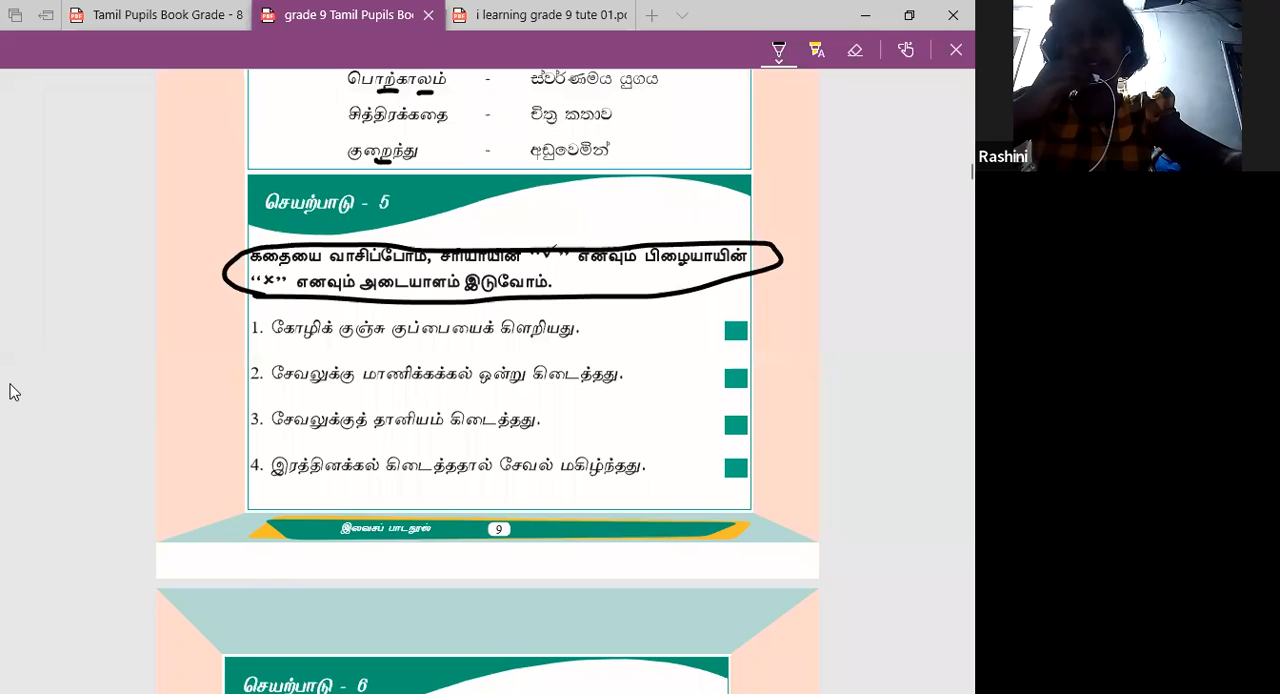 Tamil Pupils Book Grade - 8
grade 9 Tamil Pupils Boo
i learning grade 9 tute 01.pd
Rashini
பொற்காலம் - ස්වර්ණමය යුගය
சித்திரக்கதை - චිත්‍ර කතාව
குறைந்து - අඩුවෙමින්
செயற்பாடு - 5
கதையை வாசிப்போம், சரியாயின் “✓” எனவும் பிழையாயின்
“×” எனவும் அடையாளம் இடுவோம்.
1. கோழிக் குஞ்சு குப்பையைக் கிளறியது.
2. சேவலுக்கு மாணிக்கக்கல் ஒன்று கிடைத்தது.
3. சேவலுக்குத் தானியம் கிடைத்தது.
4. இரத்தினக்கல் கிடைத்ததால் சேவல் மகிழ்ந்தது.
இலவசப் பாடநூல் 9
செயற்பாடு - 6